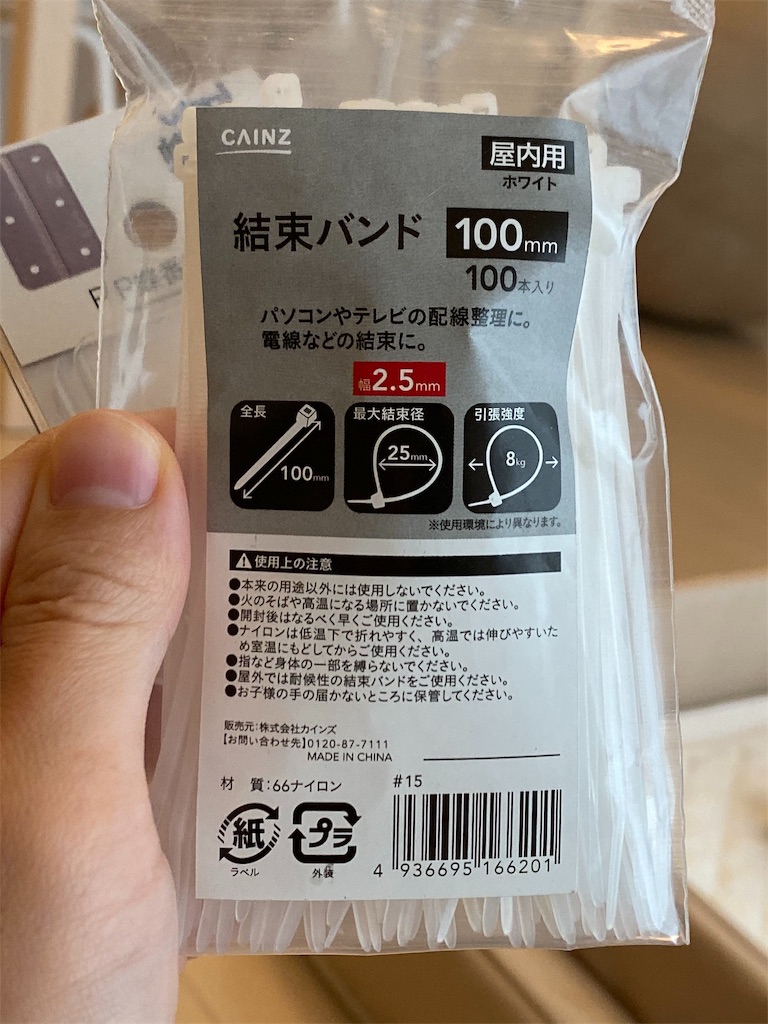 CAINZ
屋内用
ホワイト
結束バンド
100mm
100本入り
パソコンやテレビの配線整理に。
電線などの結束に。
幅2.5mm
全長
100mm
最大結束径
25mm
引張強度
8kg
※使用環境により異なります。
使用上の注意
●本来の用途以外には使用しないでください。
●火のそばや高温になる場所に置かないでください。
●開封後はなるべく早くご使用ください。
●ナイロンは低温下で折れやすく、高温では伸びやすいた
め室温にもどしてからご使用ください。
●指など身体の一部を縛らないでください。
●屋外では耐候性の結束バンドをご使用ください。
●お子様の手の届かないところに保管してください。
販売元:株式会社カインズ
【お問い合わせ先】0120-87-7111
MADE IN CHINA
材 質:66ナイロン
#15
紙
ラベル
プラ
外装
4 936695 166201